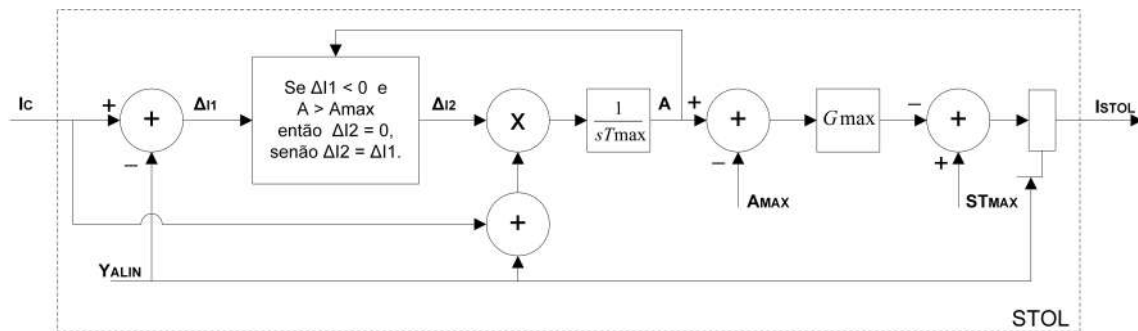 Ic
+
+
−
ΔI1
Se ΔI1 < 0 e
A > Amax
então ΔI2 = 0,
senão ΔI2 = ΔI1.
ΔI2
X
+
1
sTmax
A
+
+
−
AMAX
Gmax
−
+
+
STMAX
ISTOL
YALIN
STOL